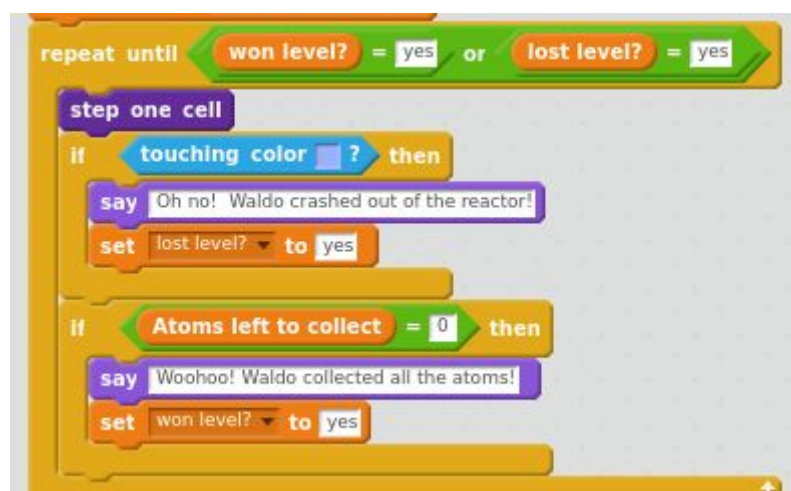 repeat until won level? = yes or lost level? = yes
step one cell
if touching color ? then
say Oh no! Waldo crashed out of the reactor!
set lost level? to yes
if Atoms left to collect = 0 then
say Woohoo! Waldo collected all the atoms!
set won level? to yes